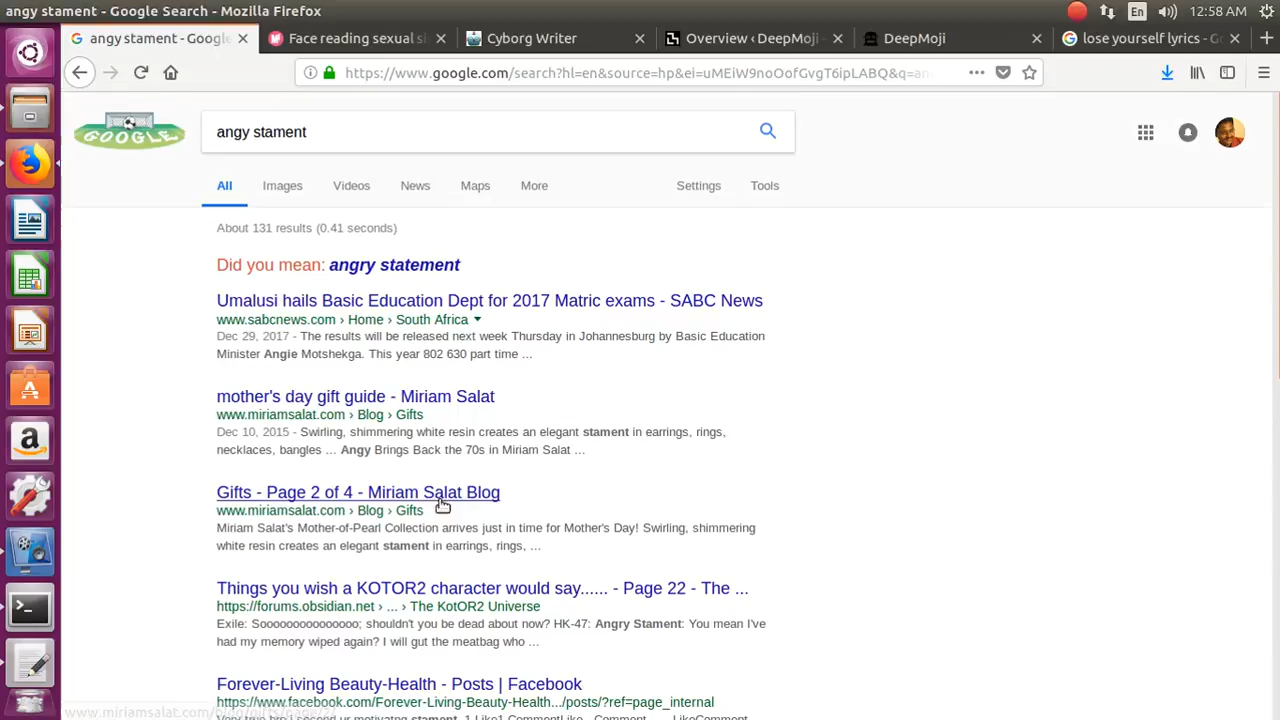 angy stament - Google Search - Mozilla Firefox
En
12:58 AM
angy stament - Google
Face reading sexual s
Cyborg Writer
Overview ‹ DeepMoji -
DeepMoji
lose yourself lyrics - G
https://www.google.com/search?hl=en&source=hp&ei=uMEiW9noOofGvgT6ipLABQ&q=an
GOOGLE
angy stament
All
Images
Videos
News
Maps
More
Settings
Tools
About 131 results (0.41 seconds)
Did you mean: angry statement
Umalusi hails Basic Education Dept for 2017 Matric exams - SABC News
www.sabcnews.com › Home › South Africa
Dec 29, 2017 - The results will be released next week Thursday in Johannesburg by Basic Education
Minister Angie Motshekga. This year 802 630 part time ...
mother's day gift guide - Miriam Salat
www.miriamsalat.com › Blog › Gifts
Dec 10, 2015 - Swirling, shimmering white resin creates an elegant stament in earrings, rings,
necklaces, bangles ... Angy Brings Back the 70s in Miriam Salat ...
Gifts - Page 2 of 4 - Miriam Salat Blog
www.miriamsalat.com › Blog › Gifts
Miriam Salat's Mother-of-Pearl Collection arrives just in time for Mother's Day! Swirling, shimmering
white resin creates an elegant stament in earrings, rings, ...
Things you wish a KOTOR2 character would say...... - Page 22 - The ...
https://forums.obsidian.net › ... › The KotOR2 Universe
Exile: Sooooooooooooooo; shouldn't you be dead about now? HK-47: Angry Stament: You mean I've
had my memory wiped again? I will gut the meatbag who ...
Forever-Living Beauty-Health - Posts | Facebook
https://www.facebook.com/Forever-Living-Beauty-Health.../posts/?ref=page_internal
www.miriamsalat.com/blog/gifts/page/2/